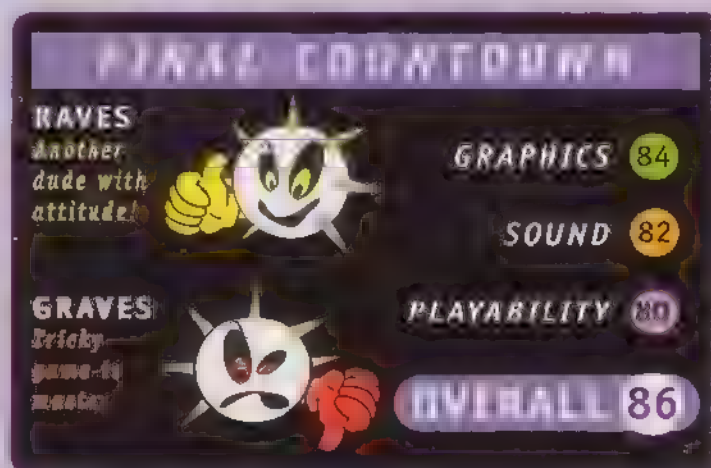 FINAL COUNTDOWN
RAVES
Another
dude with
attitude!
GRAPHICS 84
SOUND 82
PLAYABILITY 80
GRAVES
Tricky
game to
master
OVERALL 86